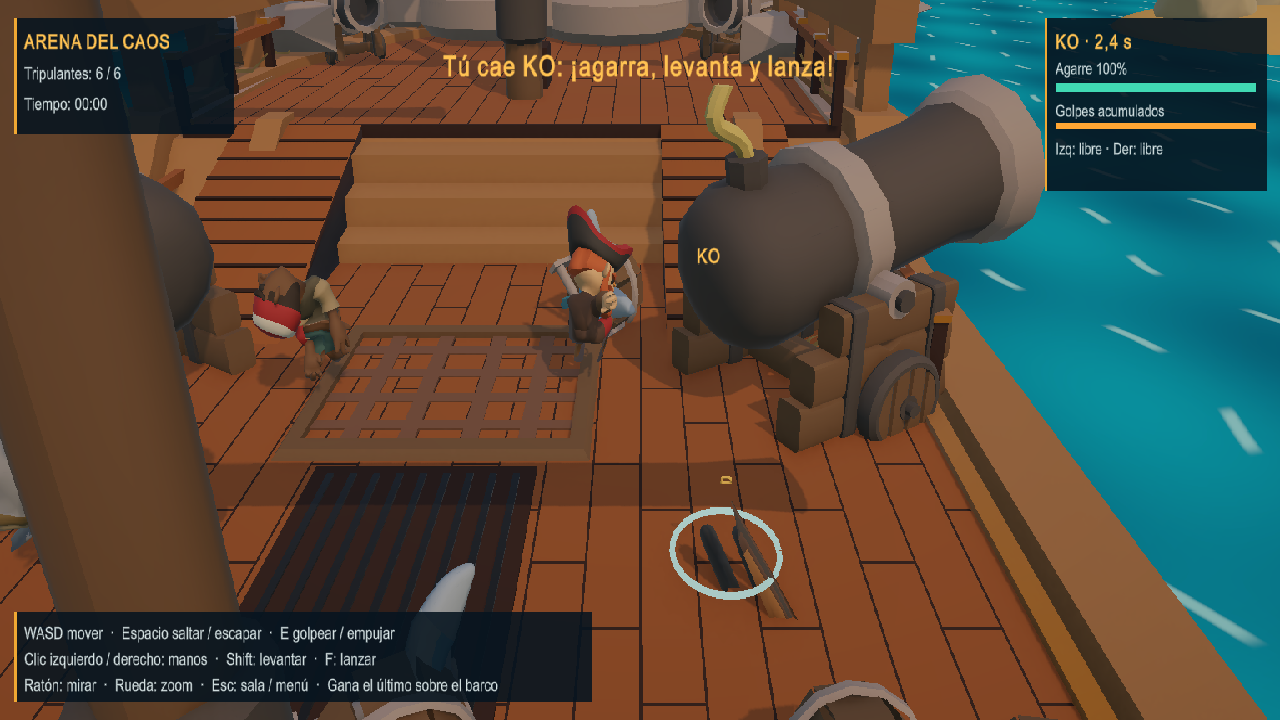 ARENA DEL CAOS
Tripulantes: 6 / 6
Tiempo: 00:00
Tú cae KO: ¡agarra, levanta y lanza!
KO · 2,4 s
Agarre 100%
Golpes acumulados
Izq: libre · Der: libre
KO
WASD mover · Espacio saltar / escapar · E golpear / empujar
Clic izquierdo / derecho: manos · Shift: levantar · F: lanzar
Ratón: mirar · Rueda: zoom · Esc: sala / menú · Gana el último sobre el barco